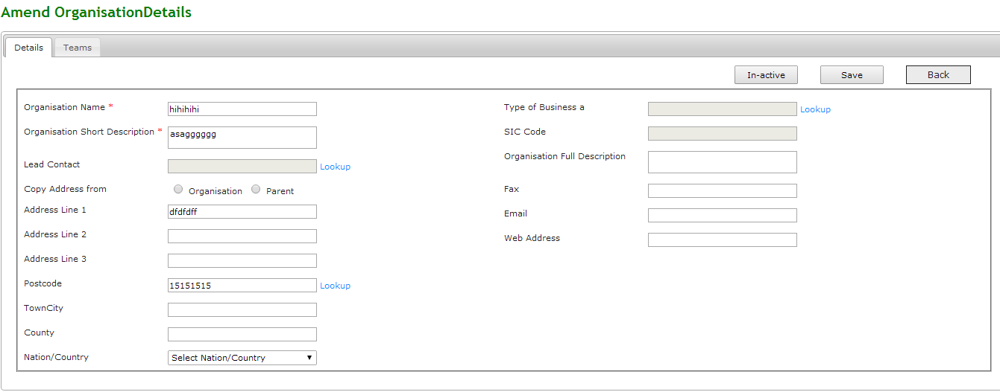 Amend OrganisationDetails
Details Teams
In-active Save Back
Organisation Name * hihihihi
Organisation Short Description * asagggggg
Lead Contact Lookup
Copy Address from Organisation Parent
Address Line 1 dfdfdff
Address Line 2
Address Line 3
Postcode 15151515 Lookup
TownCity
County
Nation/Country Select Nation/Country
Type of Business a Lookup
SIC Code
Organisation Full Description
Fax
Email
Web Address